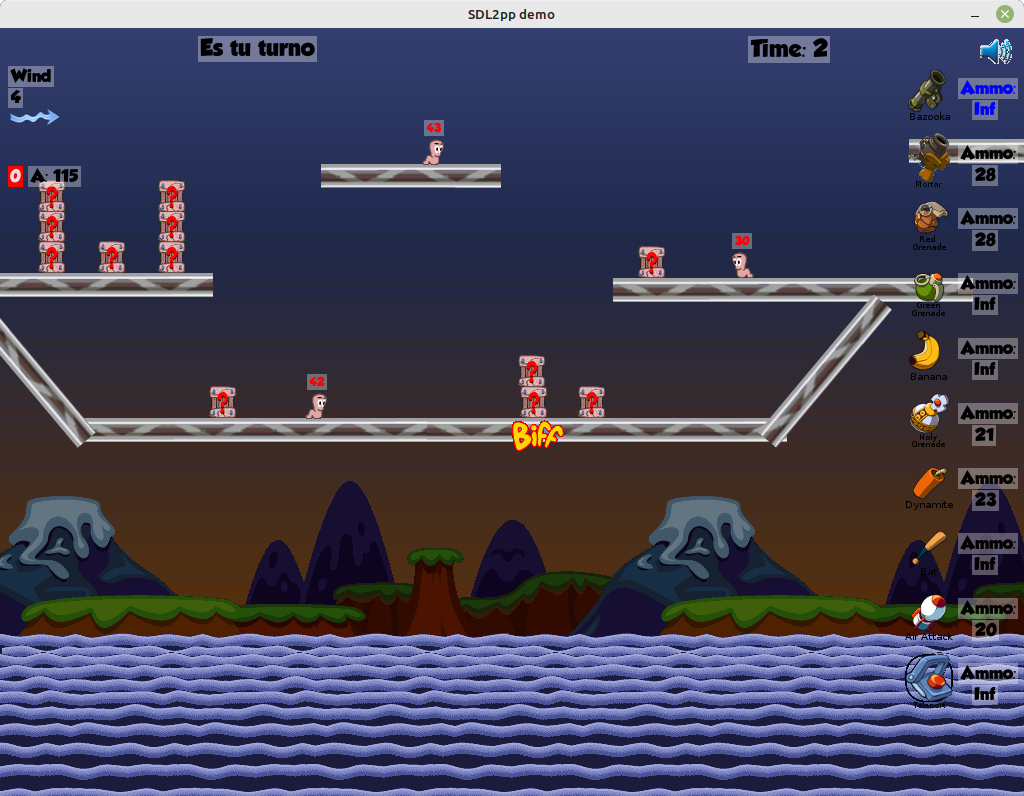 SDL2pp demo
Es tu turno
Time: 2
Wind
4
0 A: 115
43
30
42
? ? ? ? ? ? ? ? ? ? ? ?
Biff
Bazooka
Ammo:
Inf
Mortar
Ammo:
28
Red
Grenade
Ammo:
28
Green
Grenade
Ammo:
Inf
Banana
Ammo:
Inf
Holy
Grenade
Ammo:
21
Dynamite
Ammo:
23
Bat
Ammo:
Inf
Air Attack
Ammo:
20
Ammo:
Inf